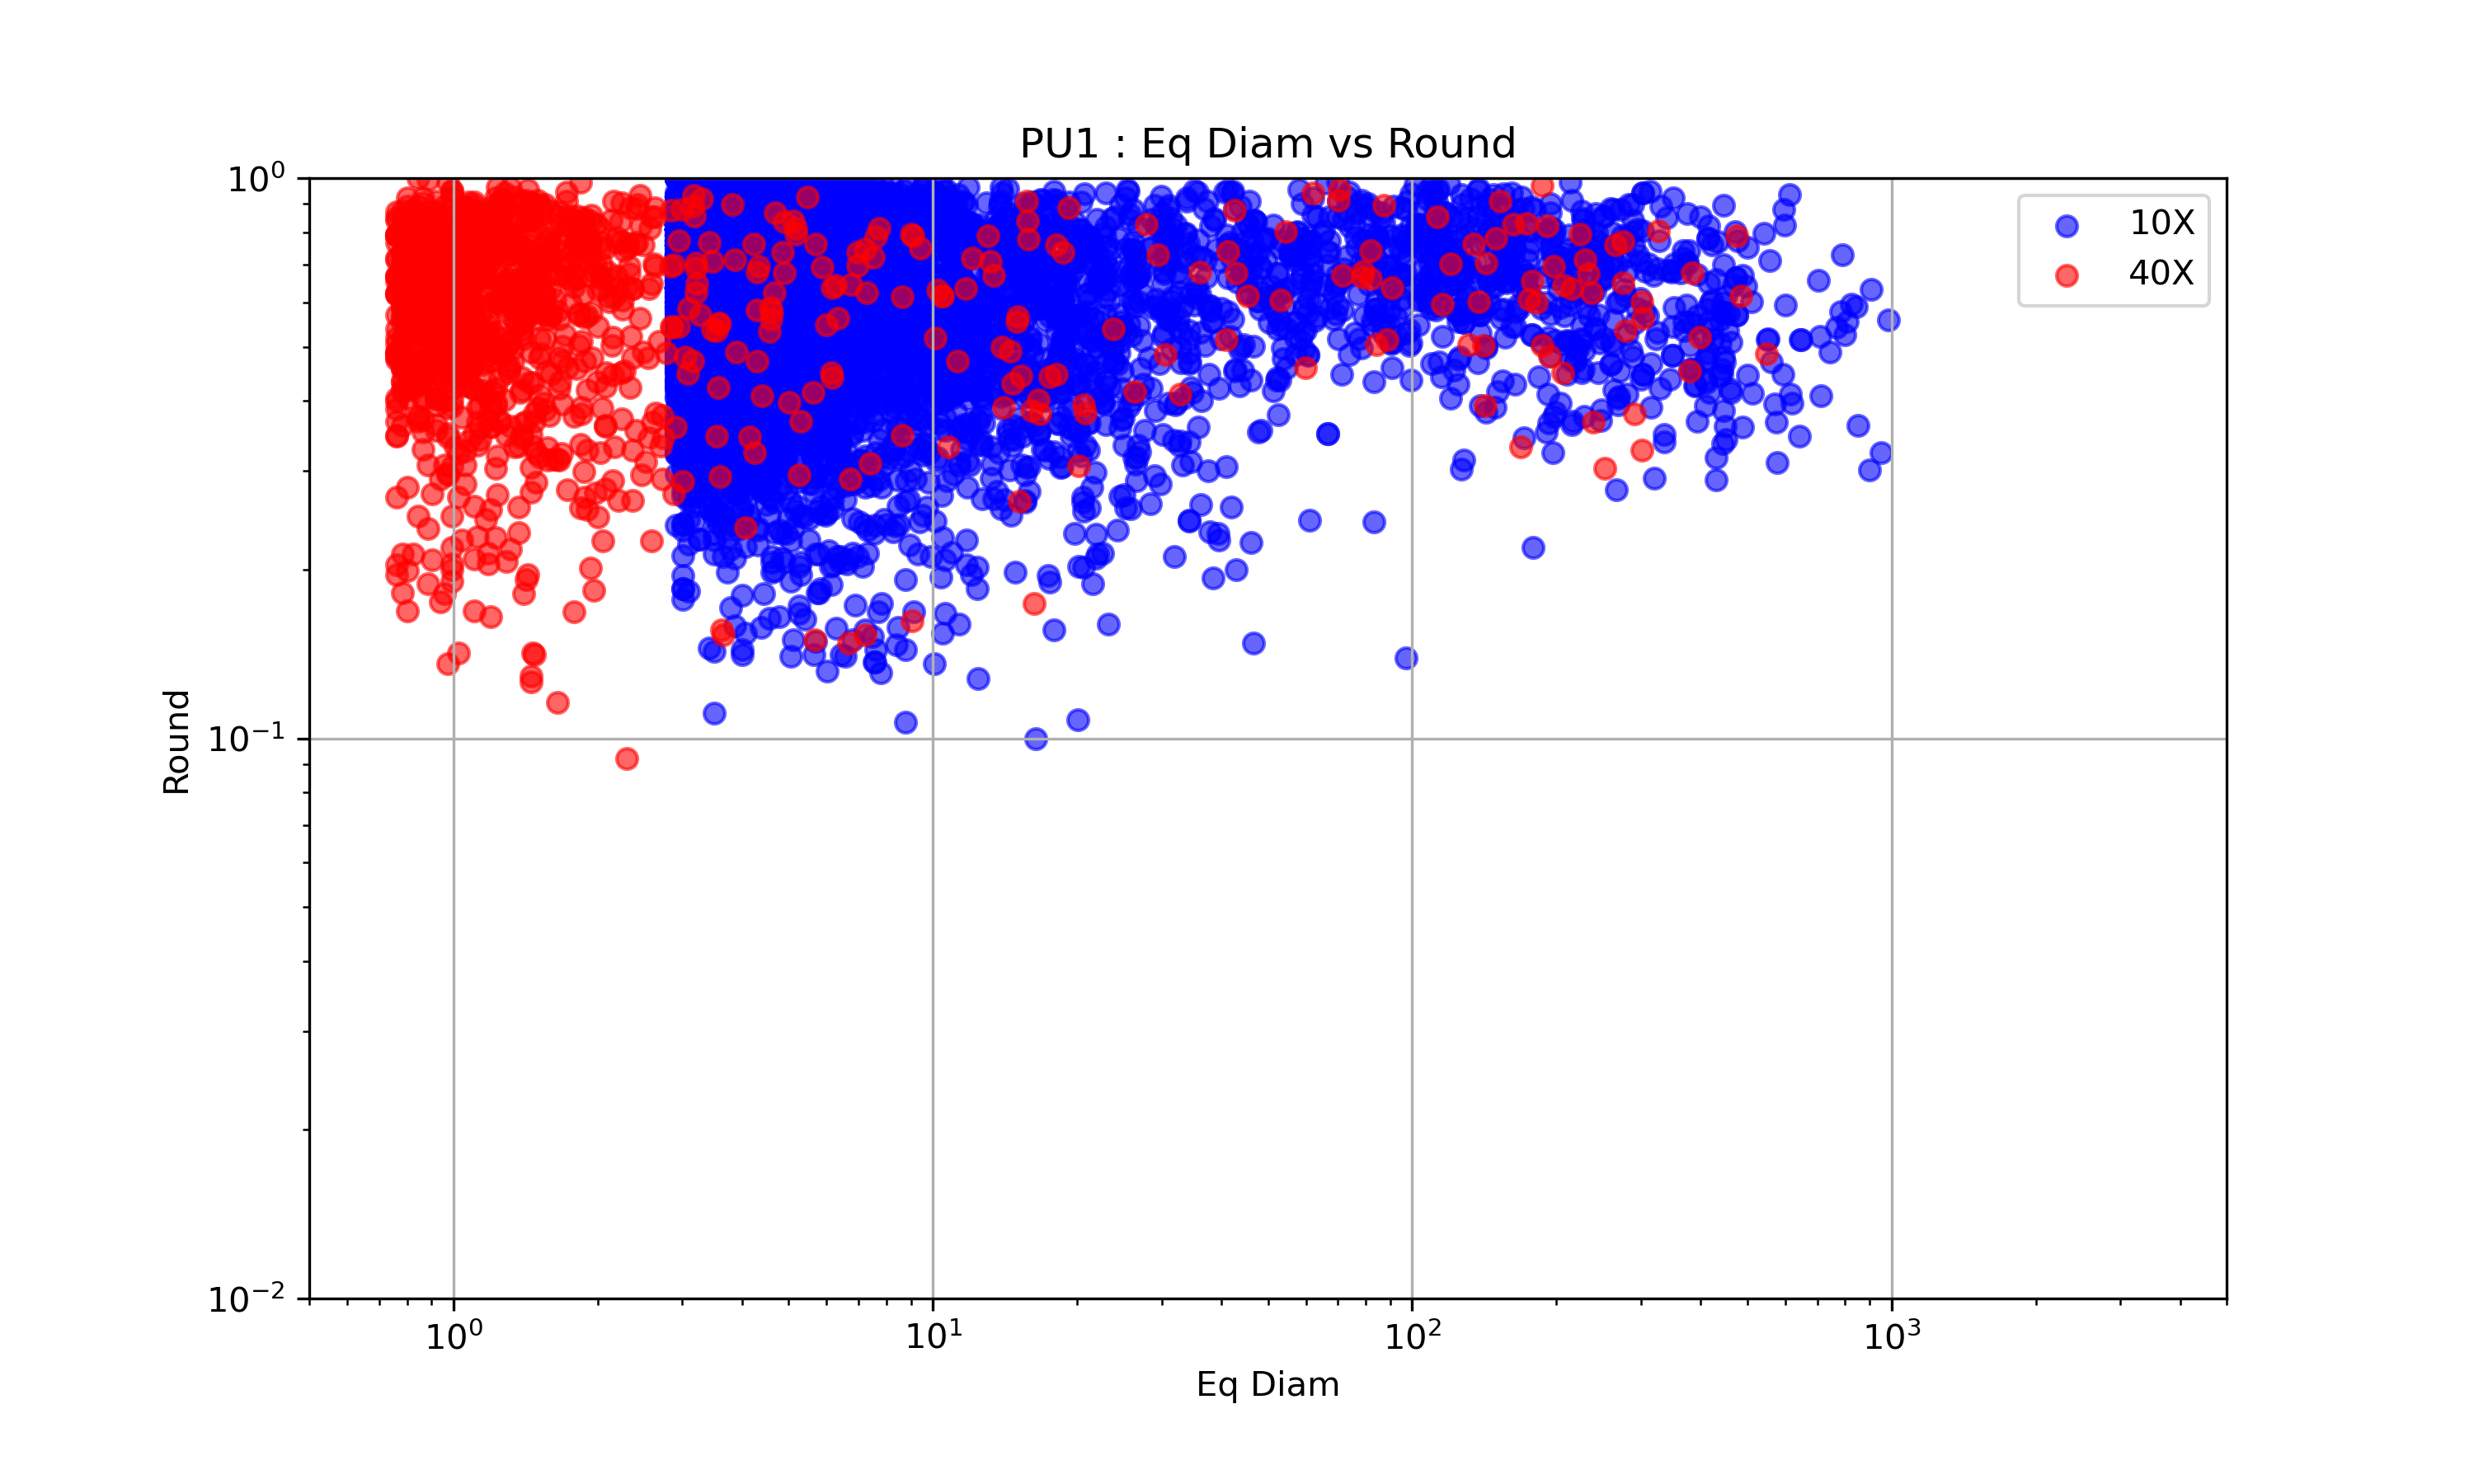 PU1 : Eq Diam vs Round
10X
40X
Round
10⁰
10⁻¹
10⁻²
10⁰ 10¹ 10² 10³
Eq Diam